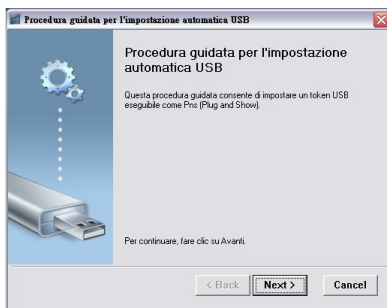 Procedura guidata per l'impostazione automatica USB
Procedura guidata per l'impostazione
automatica USB
Questa procedura guidata consente di impostare un token USB
eseguibile come Pns (Plug and Show).
Per continuare, fare clic su Avanti.
< Back
Next >
Cancel